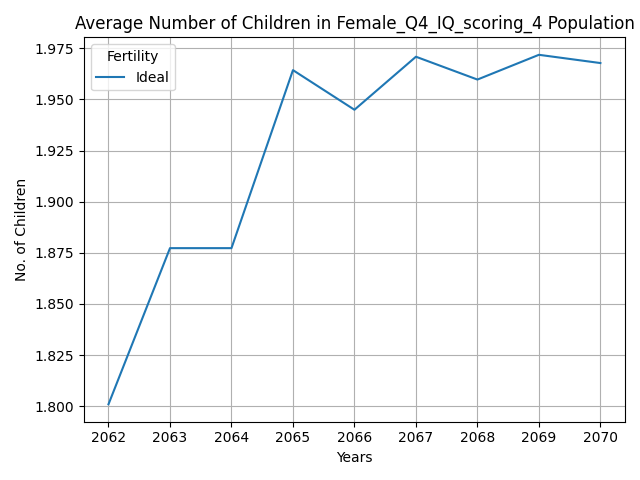 Average Number of Children in Female_Q4_IQ_scoring_4 Population
Fertility
Ideal
1.975
1.950
1.925
1.900
1.875
1.850
1.825
1.800
No. of Children
2062 2063 2064 2065 2066 2067 2068 2069 2070
Years